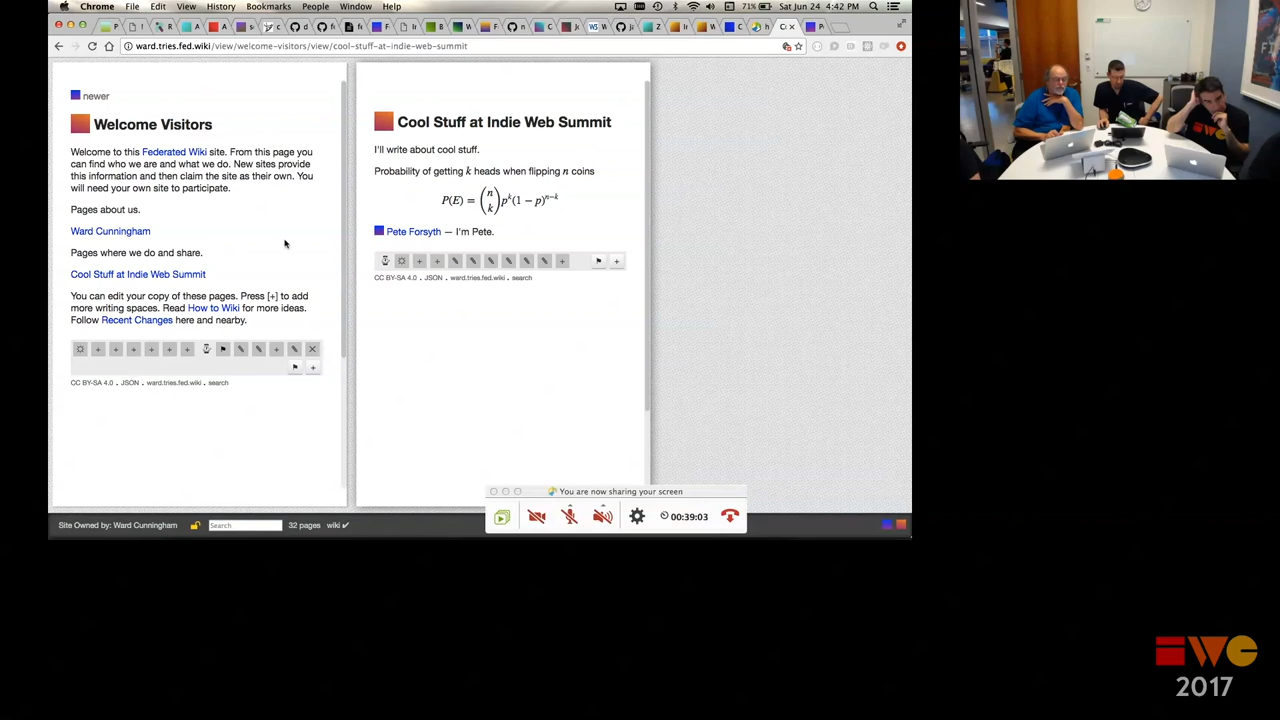 Chrome File Edit View History Bookmarks People Window Help
71% Sat Jun 24 4:42 PM
ward.tries.fed.wiki/view/welcome-visitors/view/cool-stuff-at-indie-web-summit
newer
Welcome Visitors
Welcome to this Federated Wiki site. From this page you
can find who we are and what we do. New sites provide
this information and then claim the site as their own. You
will need your own site to participate.
Pages about us.
Ward Cunningham
Pages where we do and share.
Cool Stuff at Indie Web Summit
You can edit your copy of these pages. Press [+] to add
more writing spaces. Read How to Wiki for more ideas.
Follow Recent Changes here and nearby.
CC BY-SA 4.0 . JSON . ward.tries.fed.wiki . search
Cool Stuff at Indie Web Summit
I'll write about cool stuff.
Probability of getting k heads when flipping n coins
P(E) = (n k) p^k (1 − p)^{n−k}
Pete Forsyth — I'm Pete.
CC BY-SA 4.0 . JSON . ward.tries.fed.wiki . search
You are now sharing your screen
00:39:03
Site Owned by: Ward Cunningham Search 32 pages wiki ✔
IWC
2017